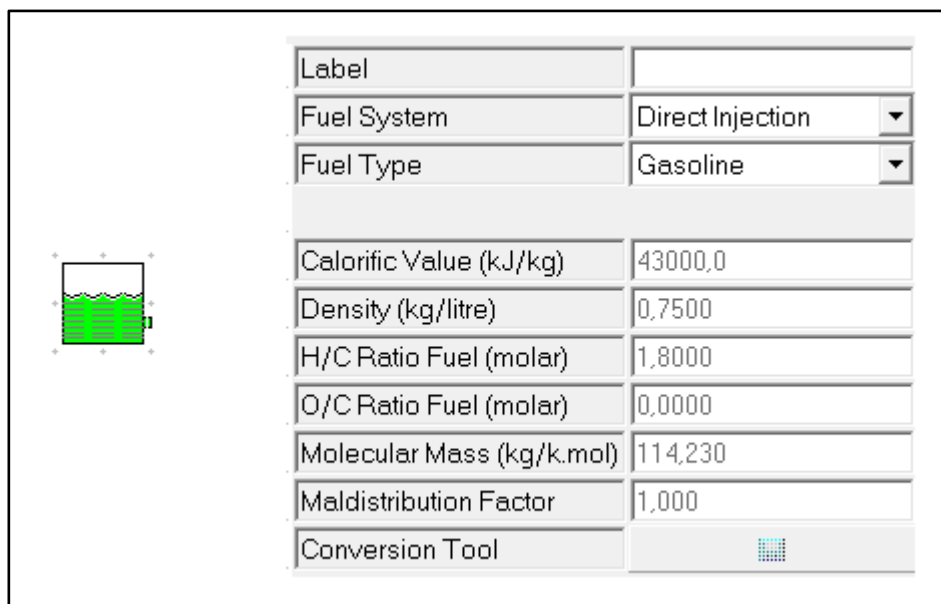 Label
Fuel System Direct Injection
Fuel Type Gasoline
Calorific Value (kJ/kg) 43000,0
Density (kg/litre) 0,7500
H/C Ratio Fuel (molar) 1,8000
O/C Ratio Fuel (molar) 0,0000
Molecular Mass (kg/k.mol) 114,230
Maldistribution Factor 1,000
Conversion Tool